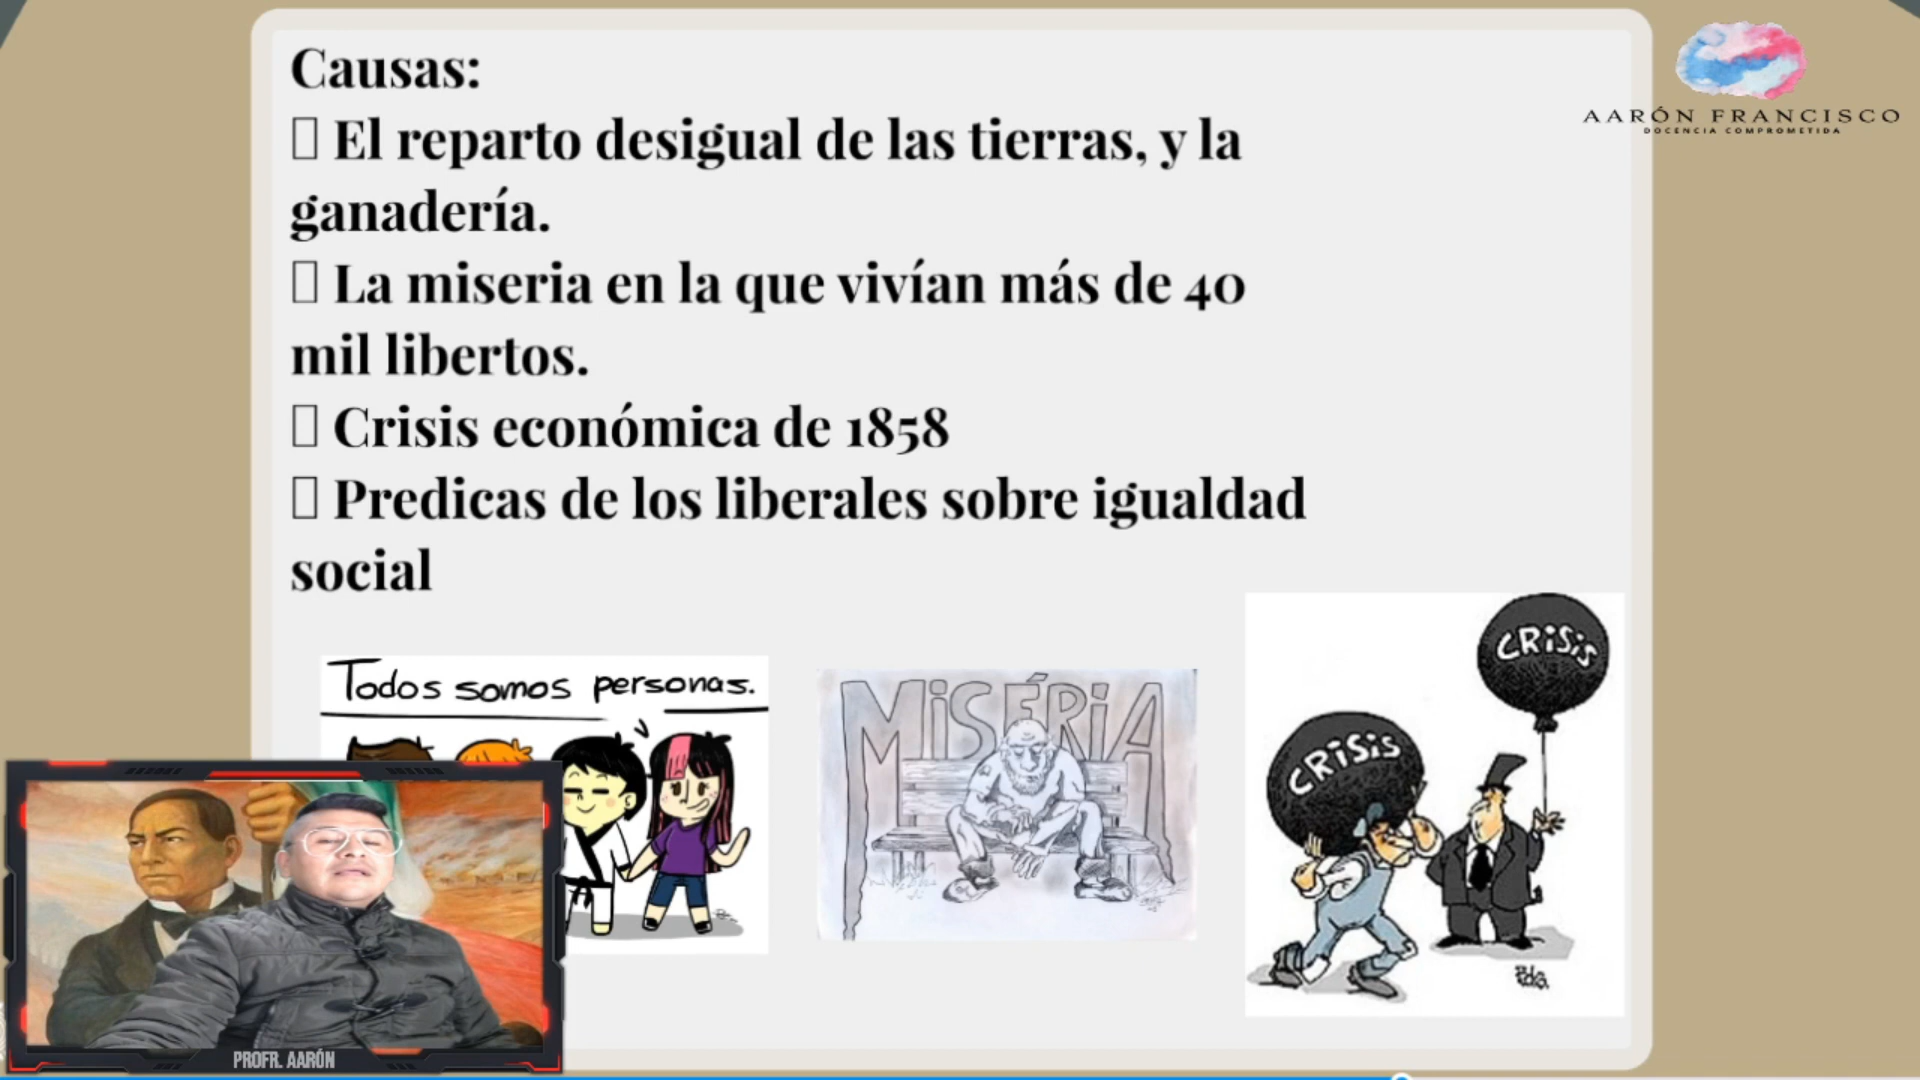 Causas:
▯ El reparto desigual de las tierras, y la
ganadería.
▯ La miseria en la que vivían más de 40
mil libertos.
▯ Crisis económica de 1858
▯ Predicas de los liberales sobre igualdad
social
AARÓN FRANCISCO
DOCENCIA COMPROMETIDA
Todos somos personas.
MiSÉRiA
CRiSiS
CRiSiS
PROFR. AARÓN